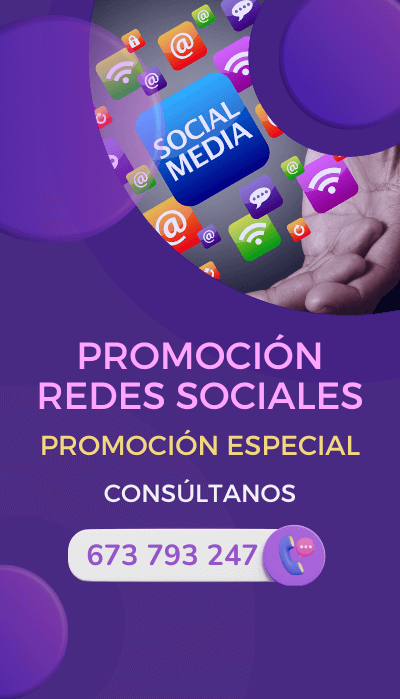 SOCIAL
MEDIA
PROMOCIÓN
REDES SOCIALES
PROMOCIÓN ESPECIAL
CONSÚLTANOS
673 793 247